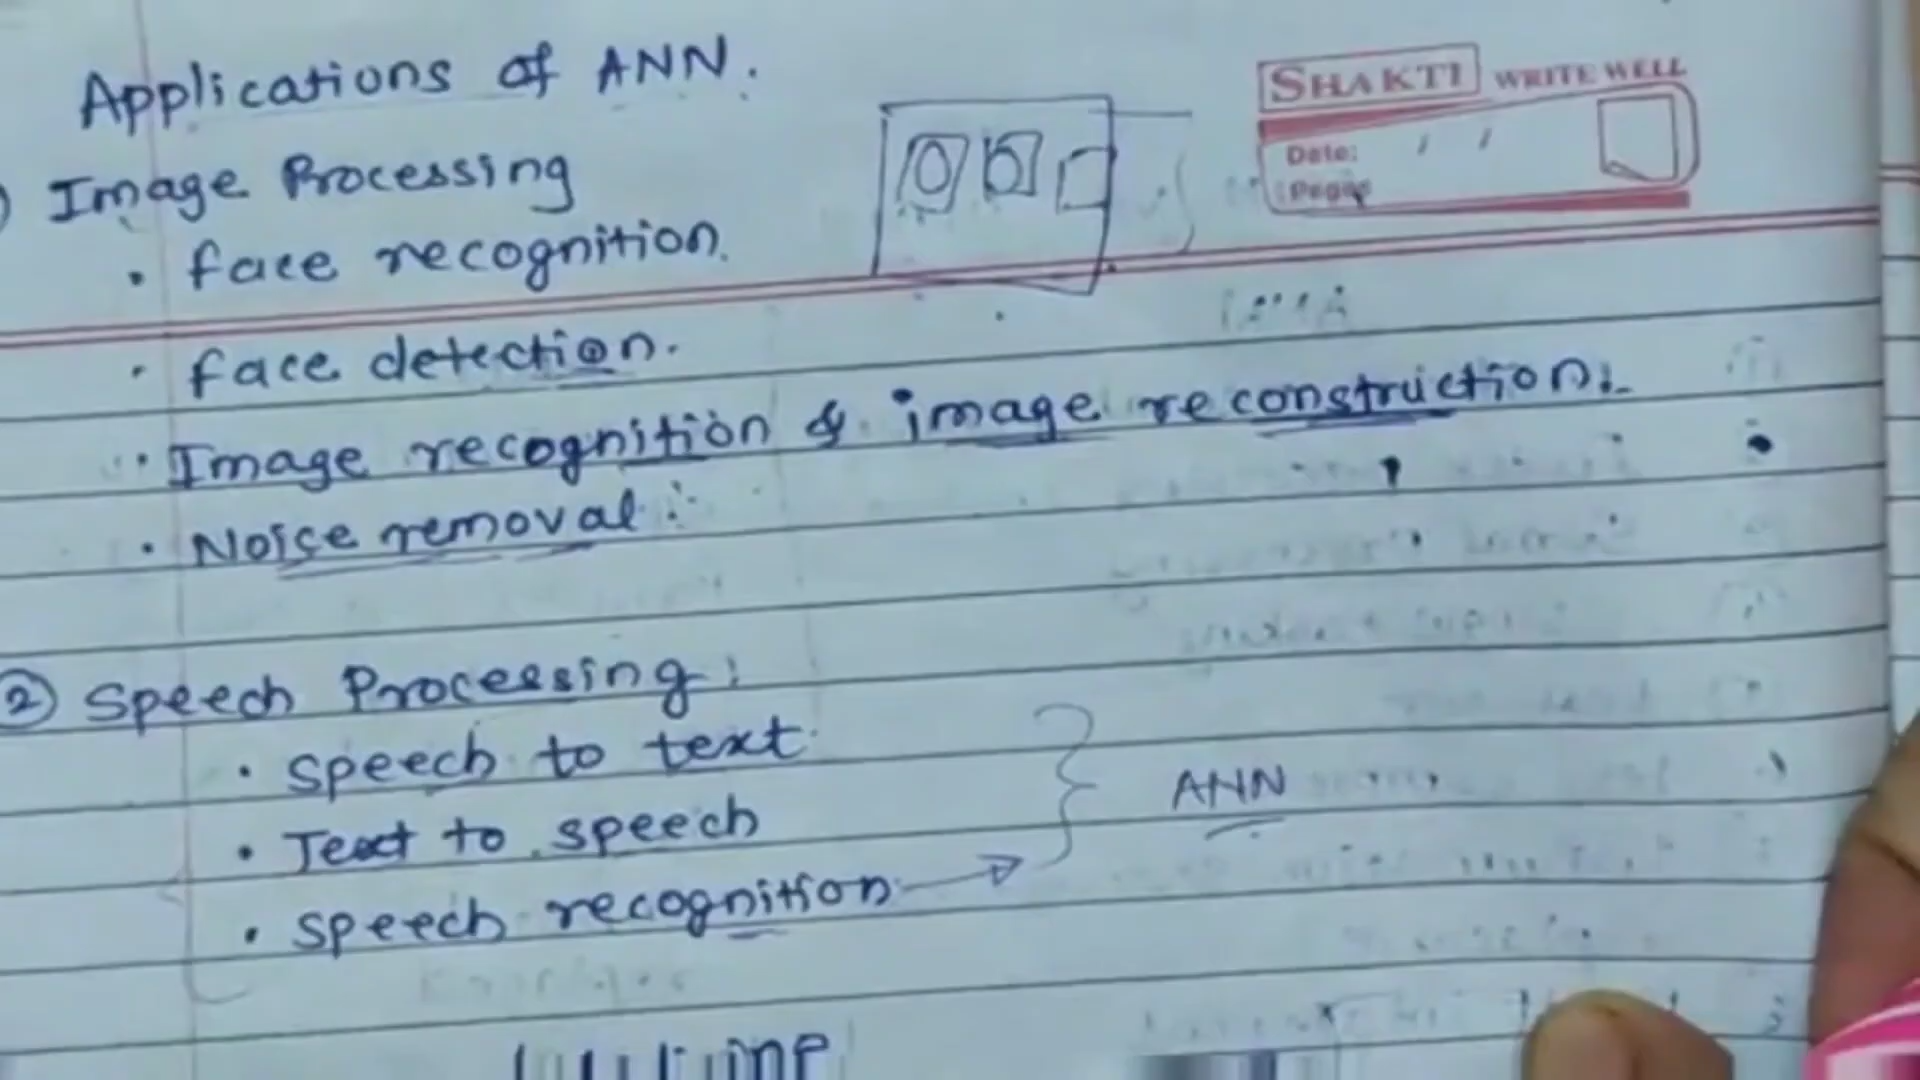 Applications of ANN.
SHAKTI WRITE WELL
Date: / /
Page:
) Image Processing
• face recognition.
• face detection.
• Image recognition & image reconstruction:
• Noise removal:
② Speech Processing:
• speech to text
• Text to speech
ANN
• speech recognition